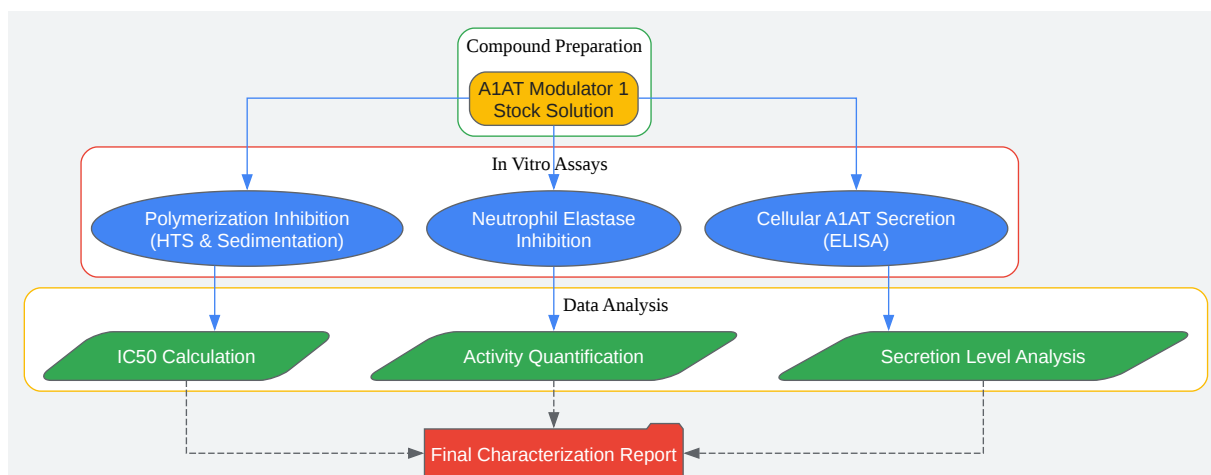 Compound Preparation
A1AT Modulator 1
Stock Solution
In Vitro Assays
Polymerization Inhibition
(HTS & Sedimentation)
Neutrophil Elastase
Inhibition
Cellular A1AT Secretion
(ELISA)
Data Analysis
IC50 Calculation
Activity Quantification
Secretion Level Analysis
Final Characterization Report